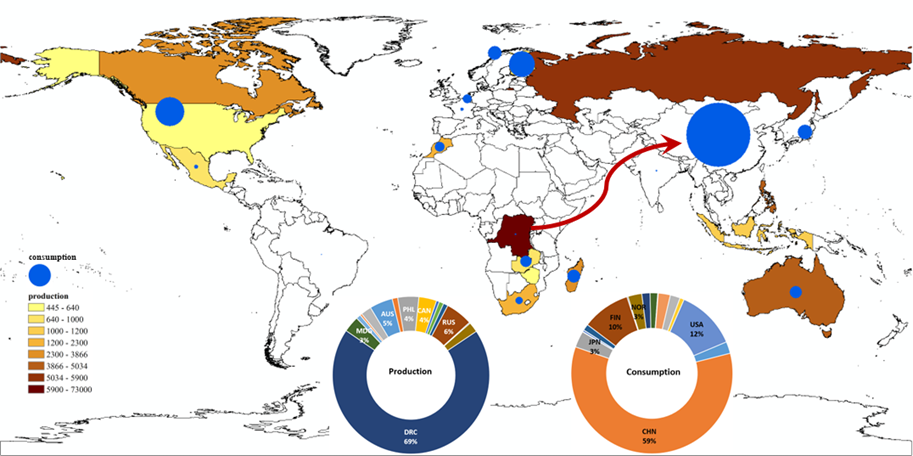 consumption
production
445 - 640
640 - 1000
1000 - 1200
1200 - 2300
2300 - 3866
3866 - 5034
5034 - 5900
5900 - 73000
Production
MDG
3%
AUS
5%
PHL
4%
CAN
4%
RUS
6%
DRC
69%
Consumption
JPN
3%
FIN
10%
NOR
3%
USA
12%
CHN
59%